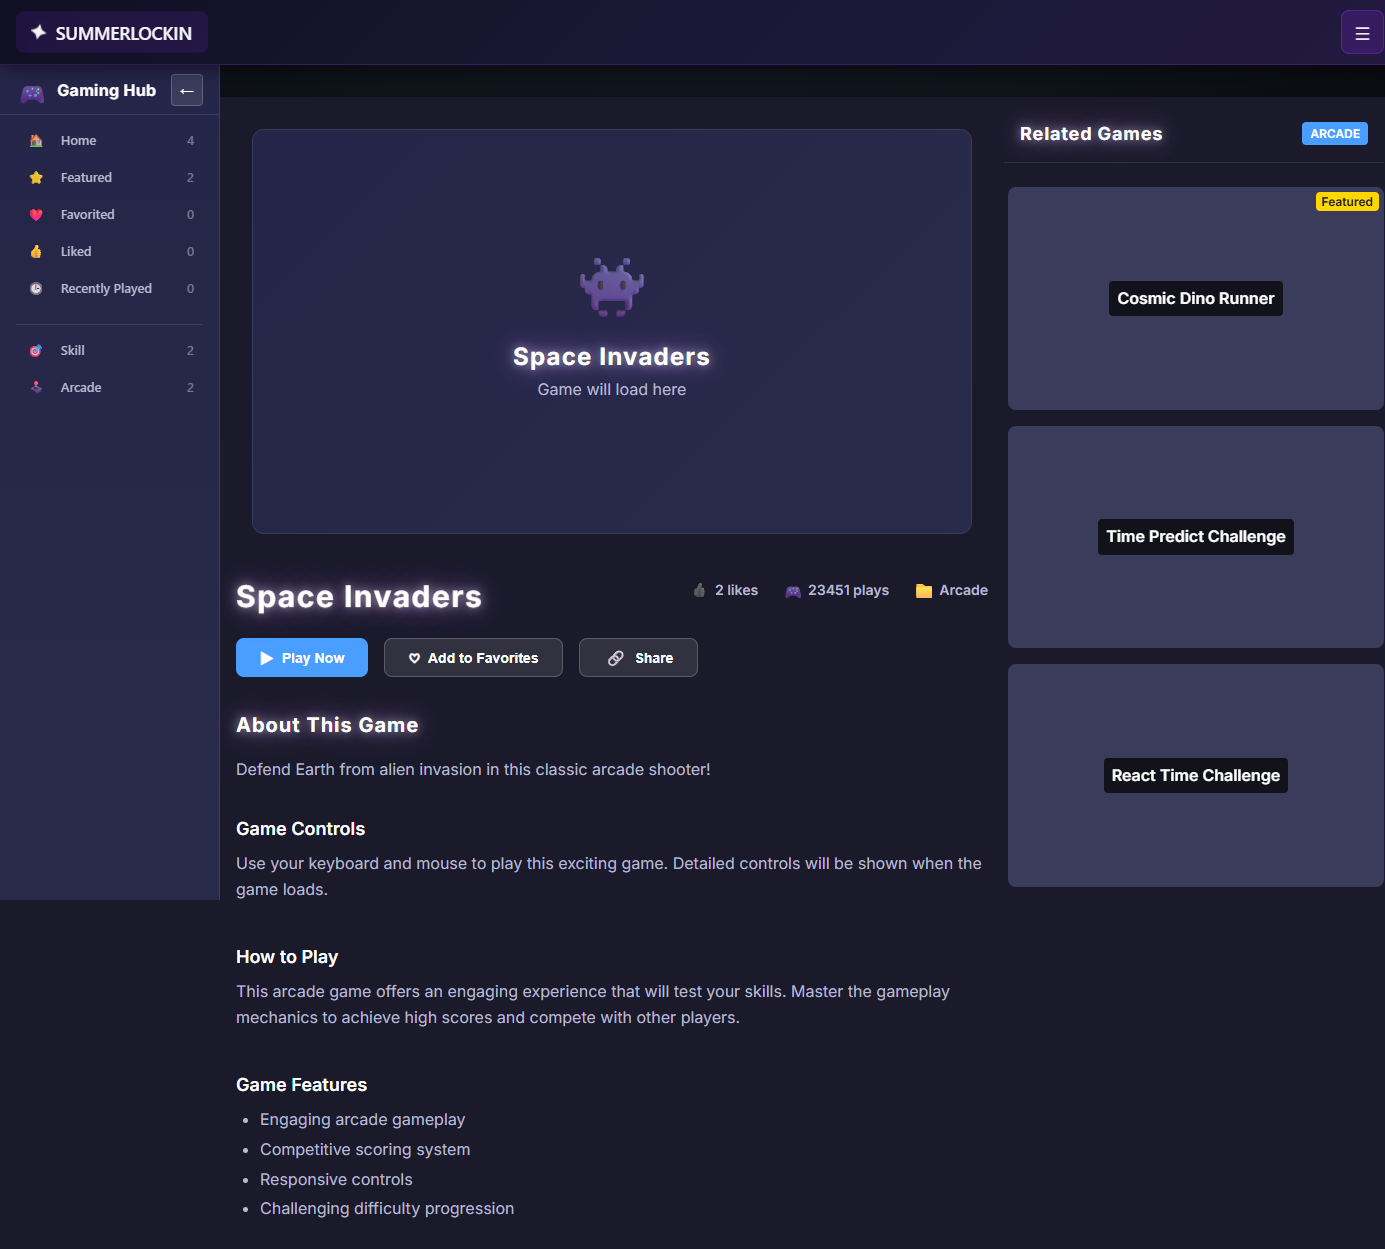 SUMMERLOCKIN
Gaming Hub
Home 4
Featured 2
Favorited 0
Liked 0
Recently Played 0
Skill 2
Arcade 2
Space Invaders
Game will load here
Space Invaders
2 likes
23451 plays
Arcade
Play Now
Add to Favorites
Share
About This Game
Defend Earth from alien invasion in this classic arcade shooter!
Game Controls
Use your keyboard and mouse to play this exciting game. Detailed controls will be shown when the
game loads.
How to Play
This arcade game offers an engaging experience that will test your skills. Master the gameplay
mechanics to achieve high scores and compete with other players.
Game Features
• Engaging arcade gameplay
• Competitive scoring system
• Responsive controls
• Challenging difficulty progression
Related Games
ARCADE
Featured
Cosmic Dino Runner
Time Predict Challenge
React Time Challenge